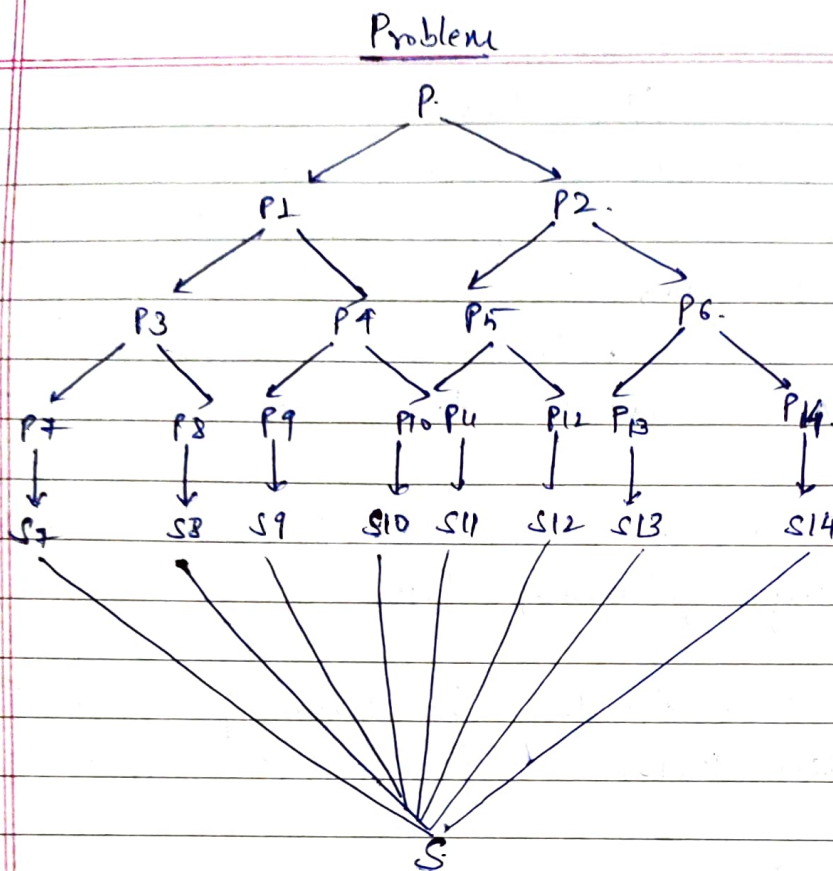 Problem
P.
P1 P2.
P3 P4 P5 P6.
P7 P8 P9 P10 P11 P12 P13 P14.
S7 S8 S9 S10 S11 S12 S13 S14
S.